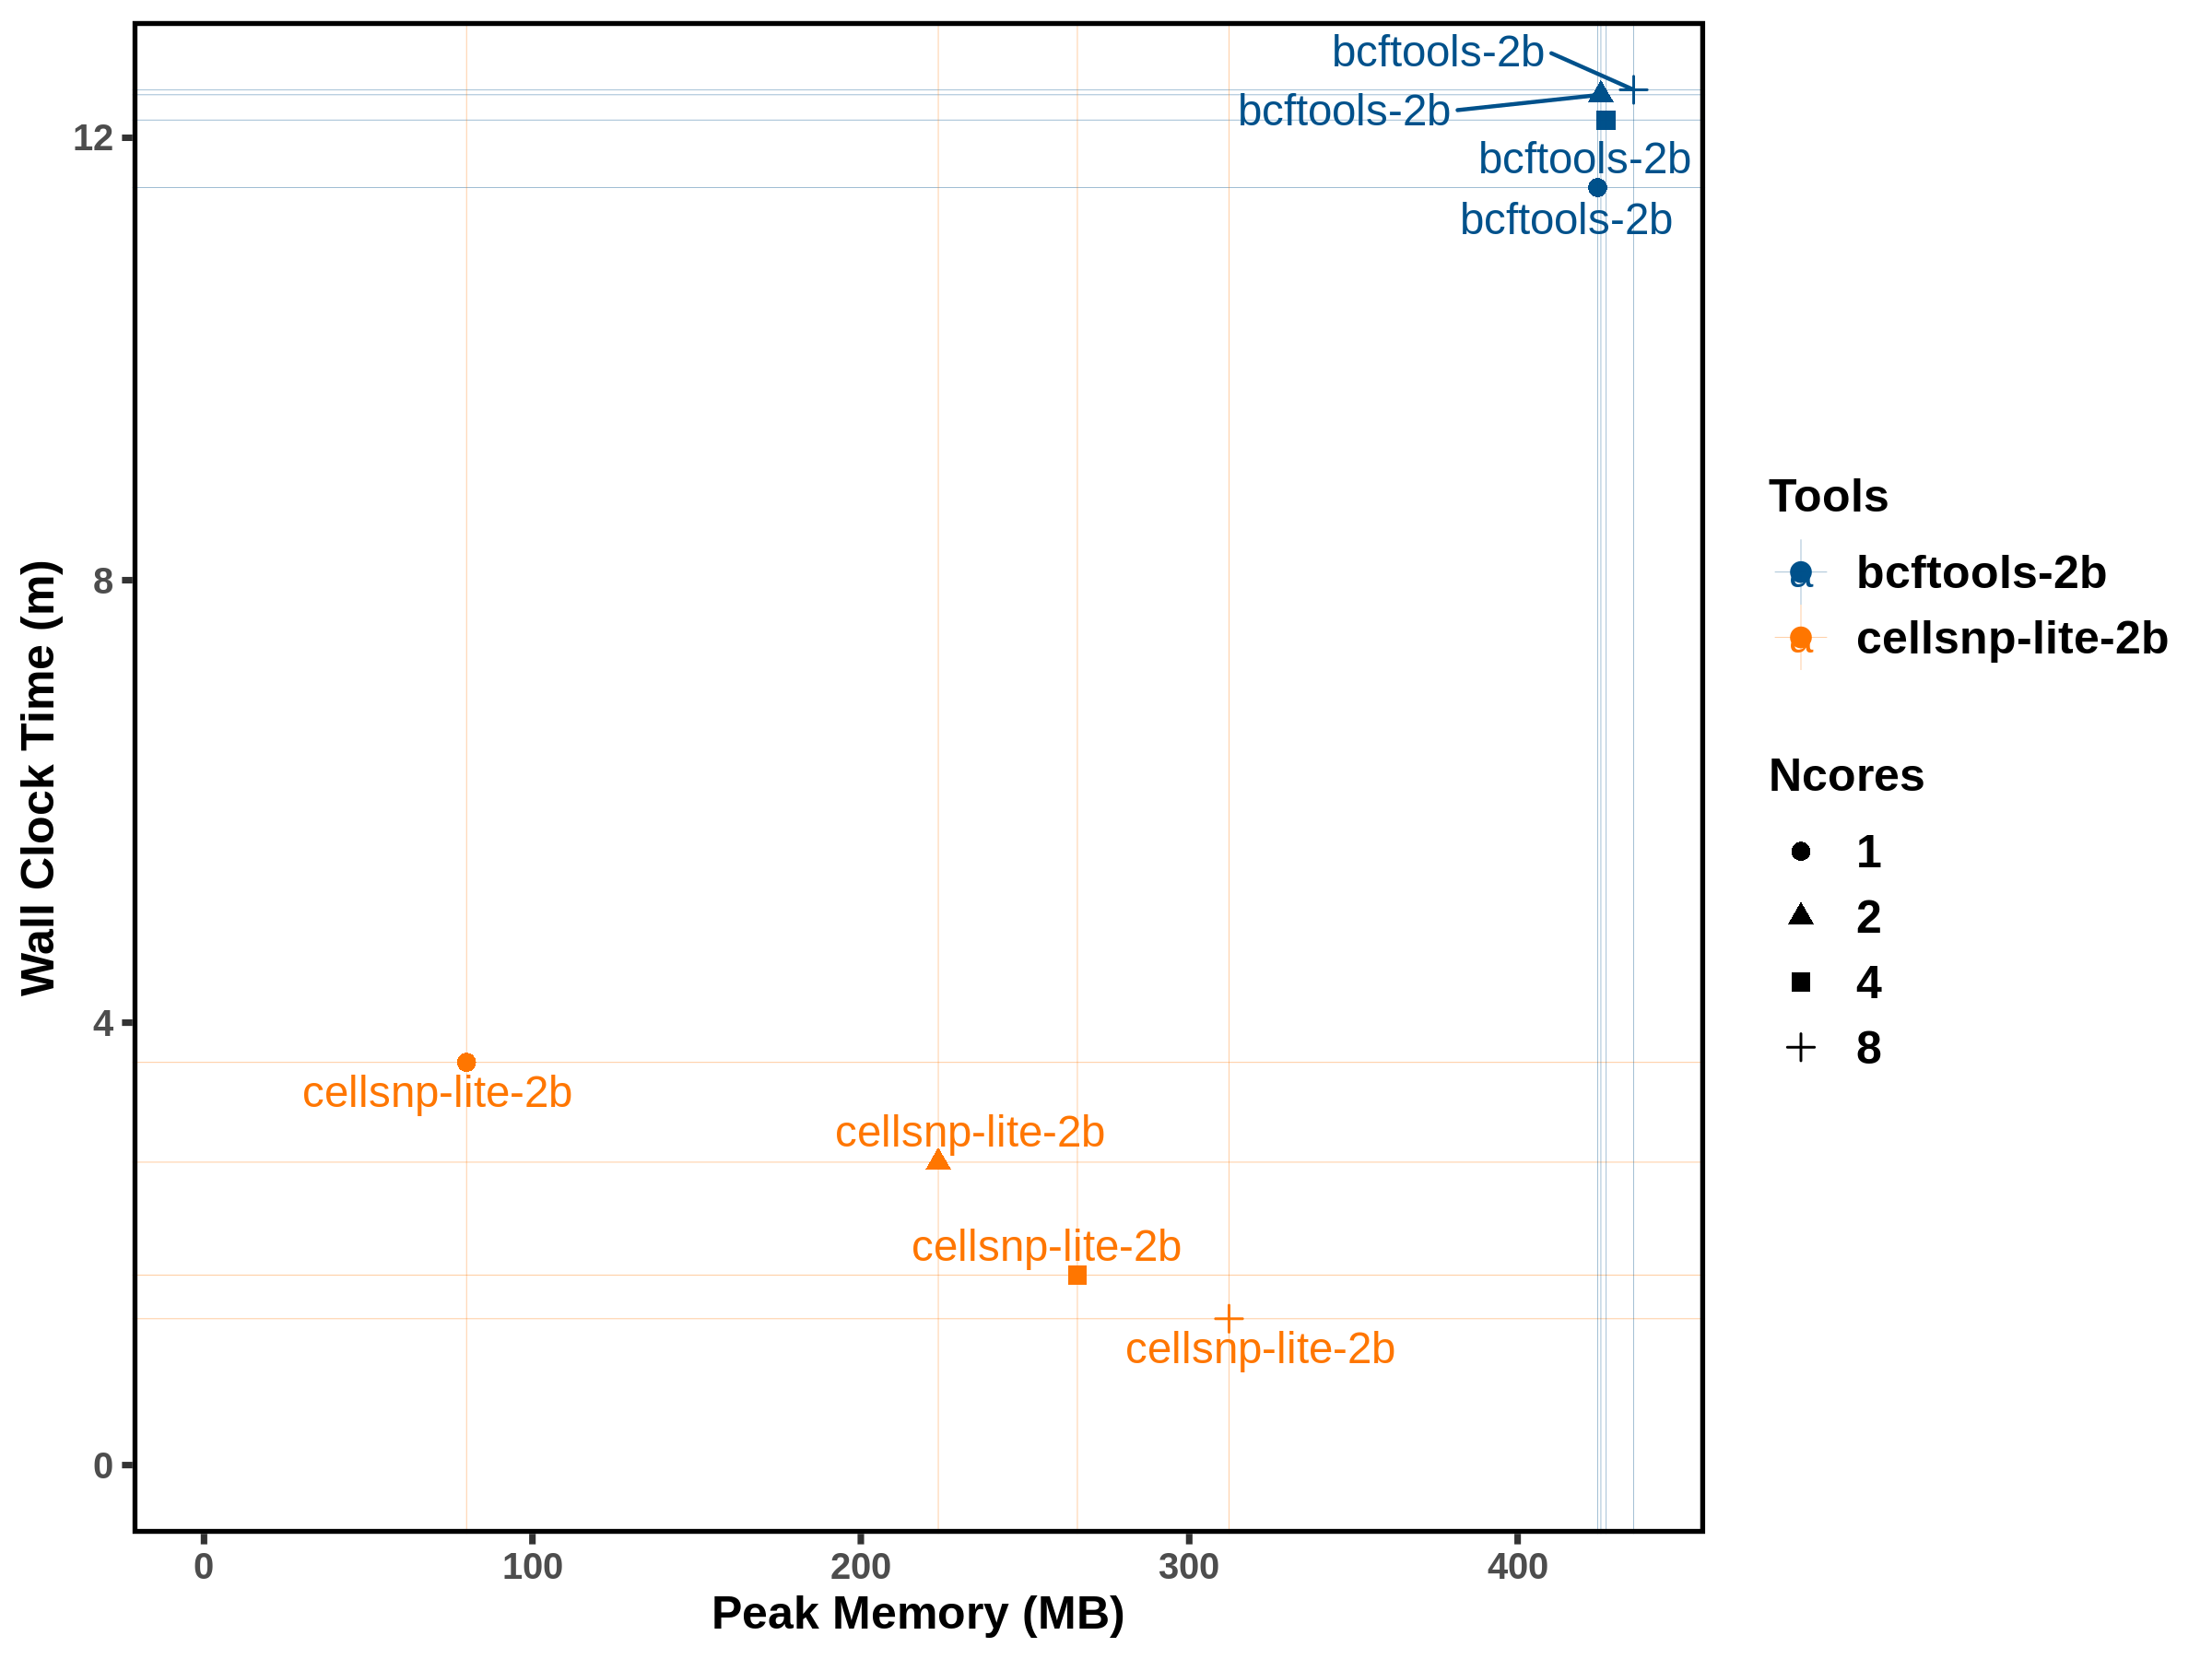 bcftools-2b
bcftools-2b
bcftools-2b
bcftools-2b
cellsnp-lite-2b
cellsnp-lite-2b
cellsnp-lite-2b
cellsnp-lite-2b
12
8
4
0
Wall Clock Time (m)
0 100 200 300 400
Peak Memory (MB)
Tools
a bcftools-2b
a cellsnp-lite-2b
Ncores
1
2
4
8